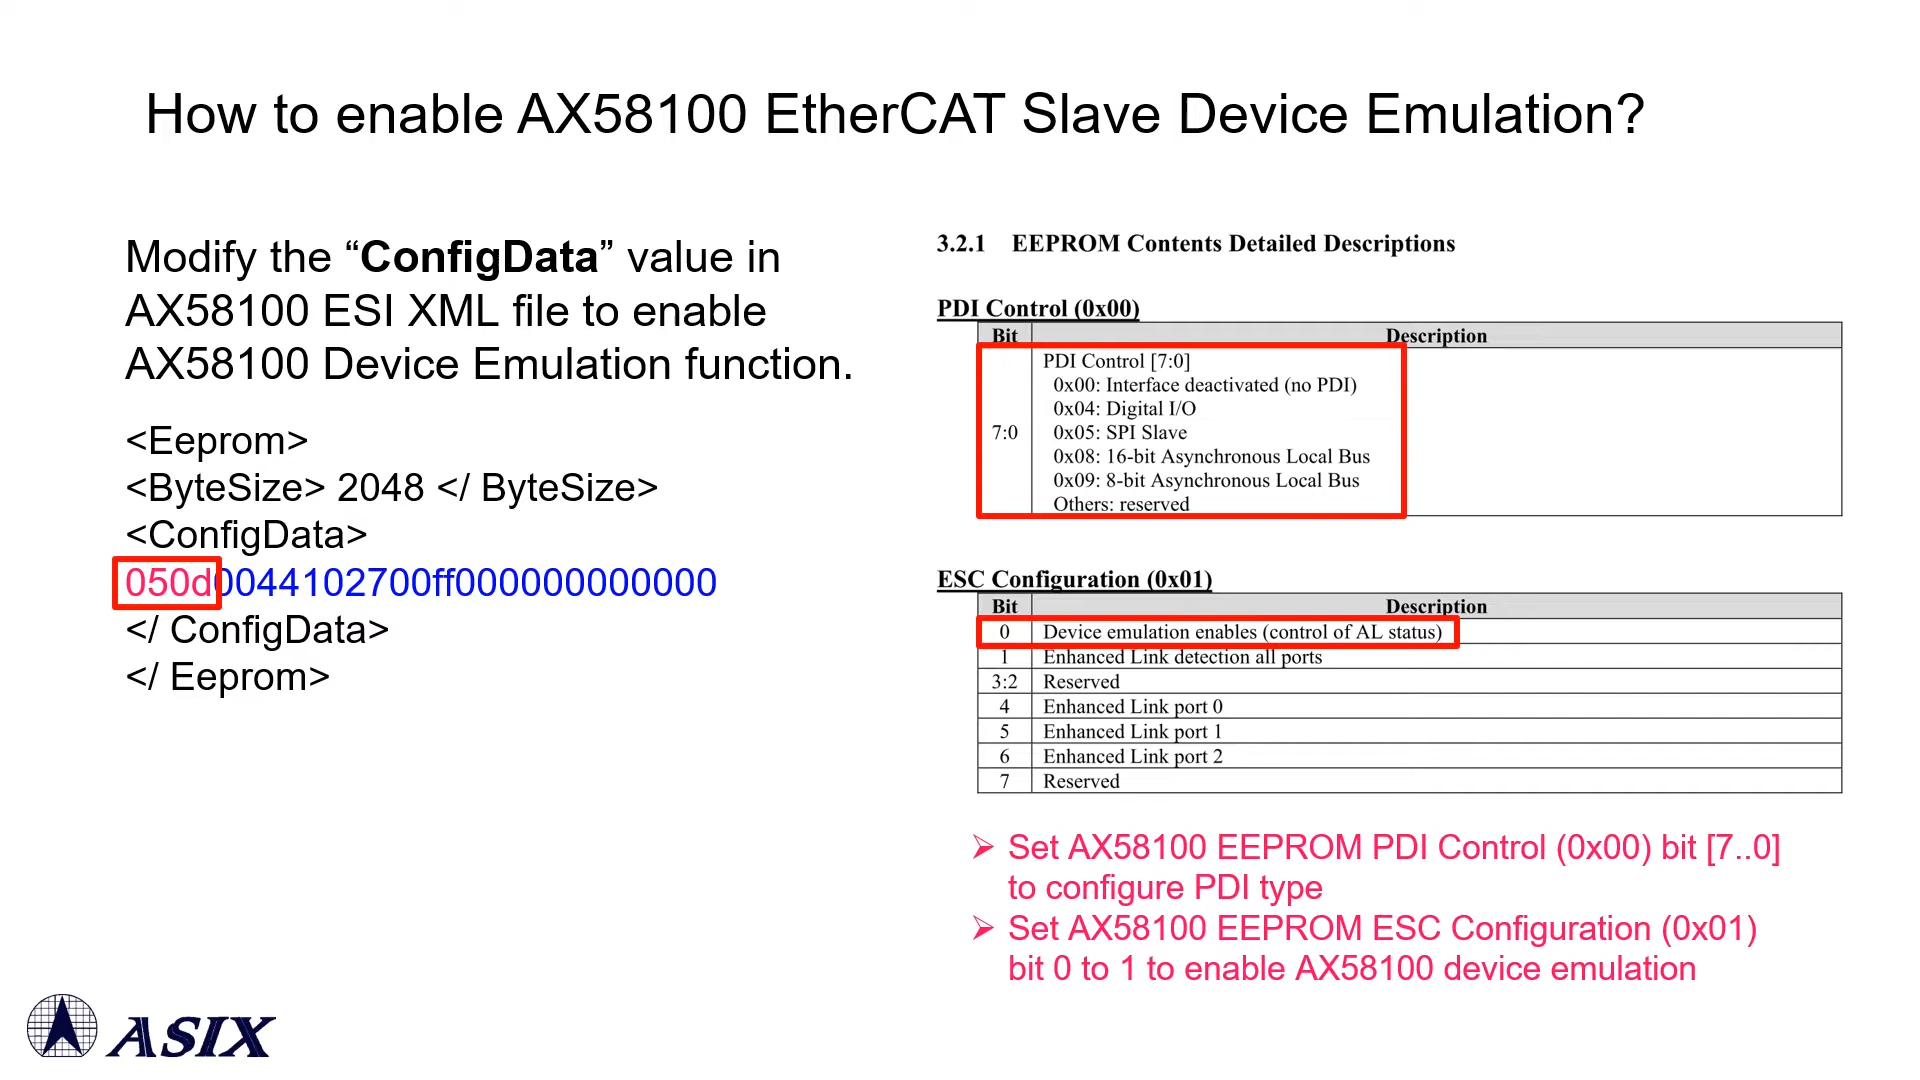 How to enable AX58100 EtherCAT Slave Device Emulation?
Modify the “ConfigData” value in
AX58100 ESI XML file to enable
AX58100 Device Emulation function.
<Eeprom>
<ByteSize> 2048 </ ByteSize>
<ConfigData>
050d0044102700ff000000000000
</ ConfigData>
</ Eeprom>
3.2.1 EEPROM Contents Detailed Descriptions
PDI Control (0x00)
Bit Description
PDI Control [7:0]
0x00: Interface deactivated (no PDI)
0x04: Digital I/O
7:0 0x05: SPI Slave
0x08: 16-bit Asynchronous Local Bus
0x09: 8-bit Asynchronous Local Bus
Others: reserved
ESC Configuration (0x01)
Bit Description
0 Device emulation enables (control of AL status)
1 Enhanced Link detection all ports
3:2 Reserved
4 Enhanced Link port 0
5 Enhanced Link port 1
6 Enhanced Link port 2
7 Reserved
➢ Set AX58100 EEPROM PDI Control (0x00) bit [7..0]
to configure PDI type
➢ Set AX58100 EEPROM ESC Configuration (0x01)
bit 0 to 1 to enable AX58100 device emulation
ASIX